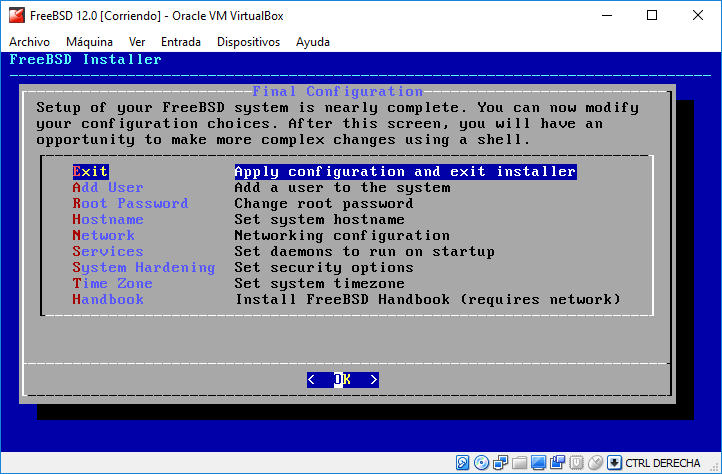 FreeBSD 12.0 [Corriendo] - Oracle VM VirtualBox
Archivo Máquina Ver Entrada Dispositivos Ayuda
FreeBSD Installer
Final Configuration
Setup of your FreeBSD system is nearly complete. You can now modify
your configuration choices. After this screen, you will have an
opportunity to make more complex changes using a shell.
Exit Apply configuration and exit installer
Add User Add a user to the system
Root Password Change root password
Hostname Set system hostname
Network Networking configuration
Services Set daemons to run on startup
System Hardening Set security options
Time Zone Set system timezone
Handbook Install FreeBSD Handbook (requires network)
< OK >
CTRL DERECHA